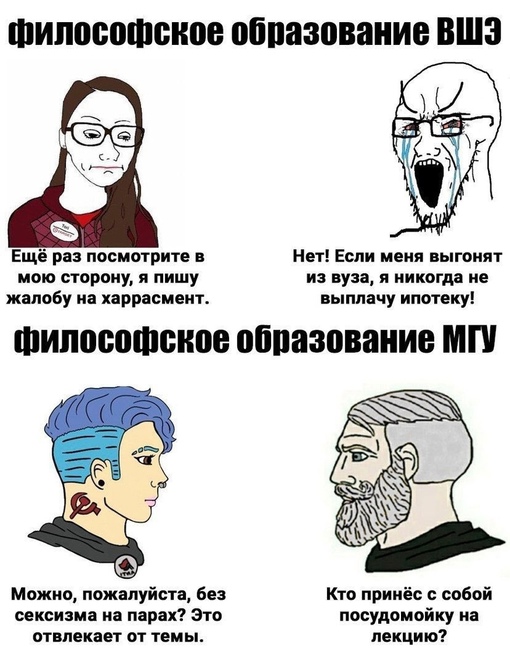 философское образование ВШЭ
Ещё раз посмотрите в
мою сторону, я пишу
жалобу на харрасмент.
Нет! Если меня выгонят
из вуза, я никогда не
выплачу ипотеку!
философское образование МГУ
Можно, пожалуйста, без
сексизма на парах? Это
отвлекает от темы.
Кто принёс с собой
посудомойку на
лекцию?